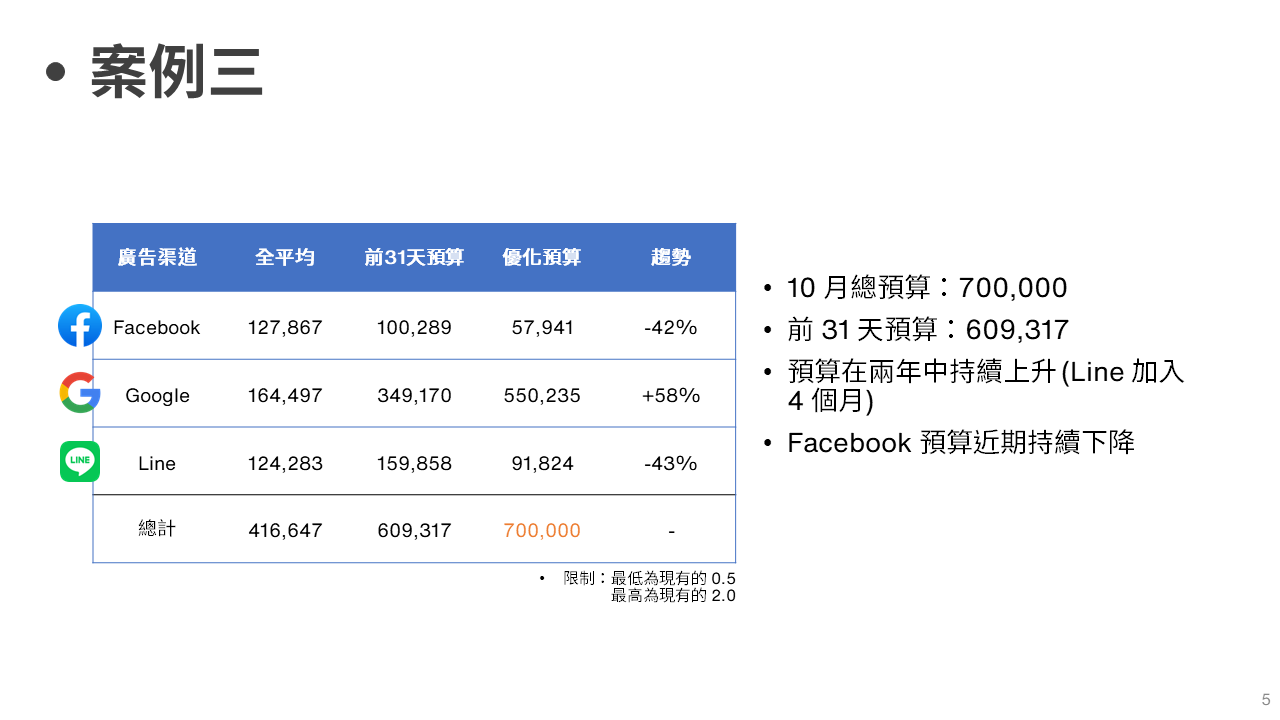 • 案例三
廣告渠道 全平均 前31天預算 優化預算 趨勢
Facebook 127,867 100,289 57,941 -42%
Google 164,497 349,170 550,235 +58%
LINE
Line 124,283 159,858 91,824 -43%
總計 416,647 609,317 700,000 -
• 限制：最低為現有的 0.5
最高為現有的 2.0
• 10 月總預算：700,000
• 前 31 天預算：609,317
• 預算在兩年中持續上升 (Line 加入
4 個月)
• Facebook 預算近期持續下降
5